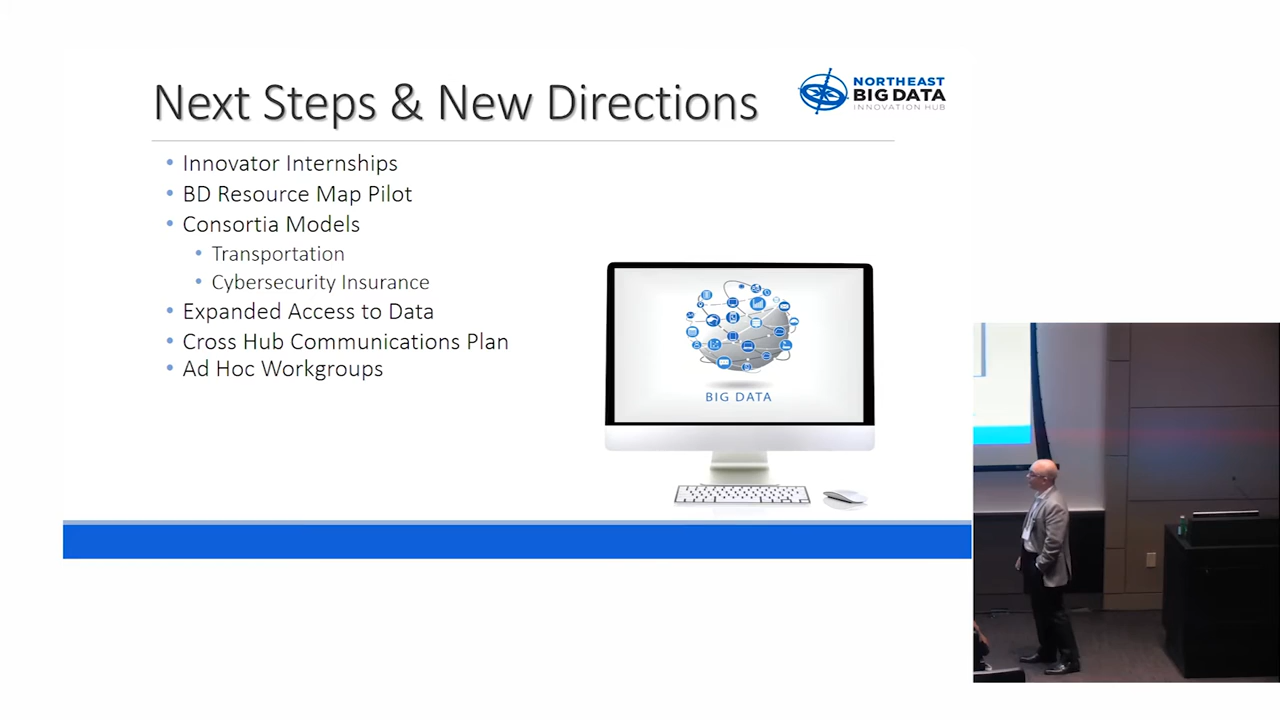 Next Steps & New Directions
NORTHEAST
BIG DATA
INNOVATION HUB
• Innovator Internships
• BD Resource Map Pilot
• Consortia Models
• Transportation
• Cybersecurity Insurance
• Expanded Access to Data
• Cross Hub Communications Plan
• Ad Hoc Workgroups
BIG DATA